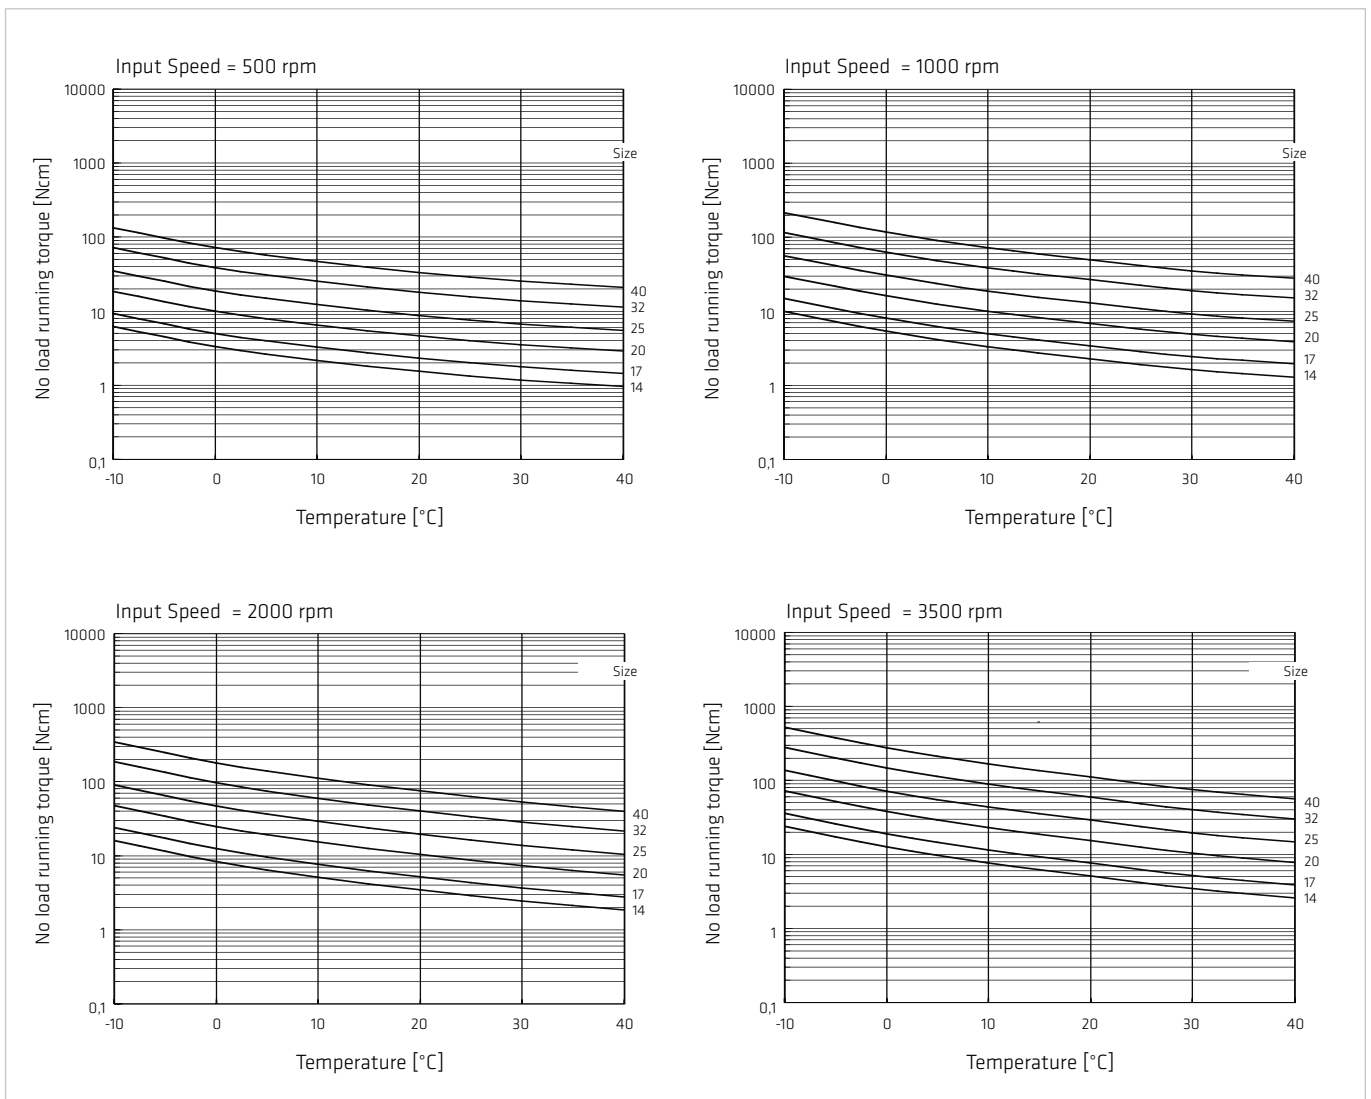 Input Speed = 500 rpm
10000
1000
100
10
1
0,1
No load running torque [Ncm]
Size
40
32
25
20
17
14
-10 0 10 20 30 40
Temperature [°C]
Input Speed = 1000 rpm
10000
1000
100
10
1
0,1
No load running torque [Ncm]
Size
40
32
25
20
17
14
-10 0 10 20 30 40
Temperature [°C]
Input Speed = 2000 rpm
10000
1000
100
10
1
0,1
No load running torque [Ncm]
Size
40
32
25
20
17
14
-10 0 10 20 30 40
Temperature [°C]
Input Speed = 3500 rpm
10000
1000
100
10
1
0,1
No load running torque [Ncm]
Size
40
32
25
20
17
14
-10 0 10 20 30 40
Temperature [°C]